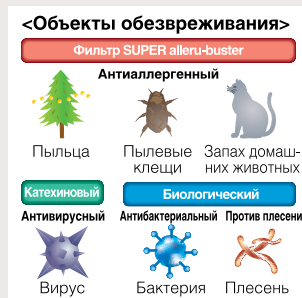 <Объекты обезвреживания>
Фильтр SUPER alleru-buster
Антиаллергенный
Пыльца
Пылевые
клещи
Запах домаш-
них животных
Катехиновый
Биологический
Антивирусный
Антибактериальный
Против плесени
Вирус
Бактерия
Плесень